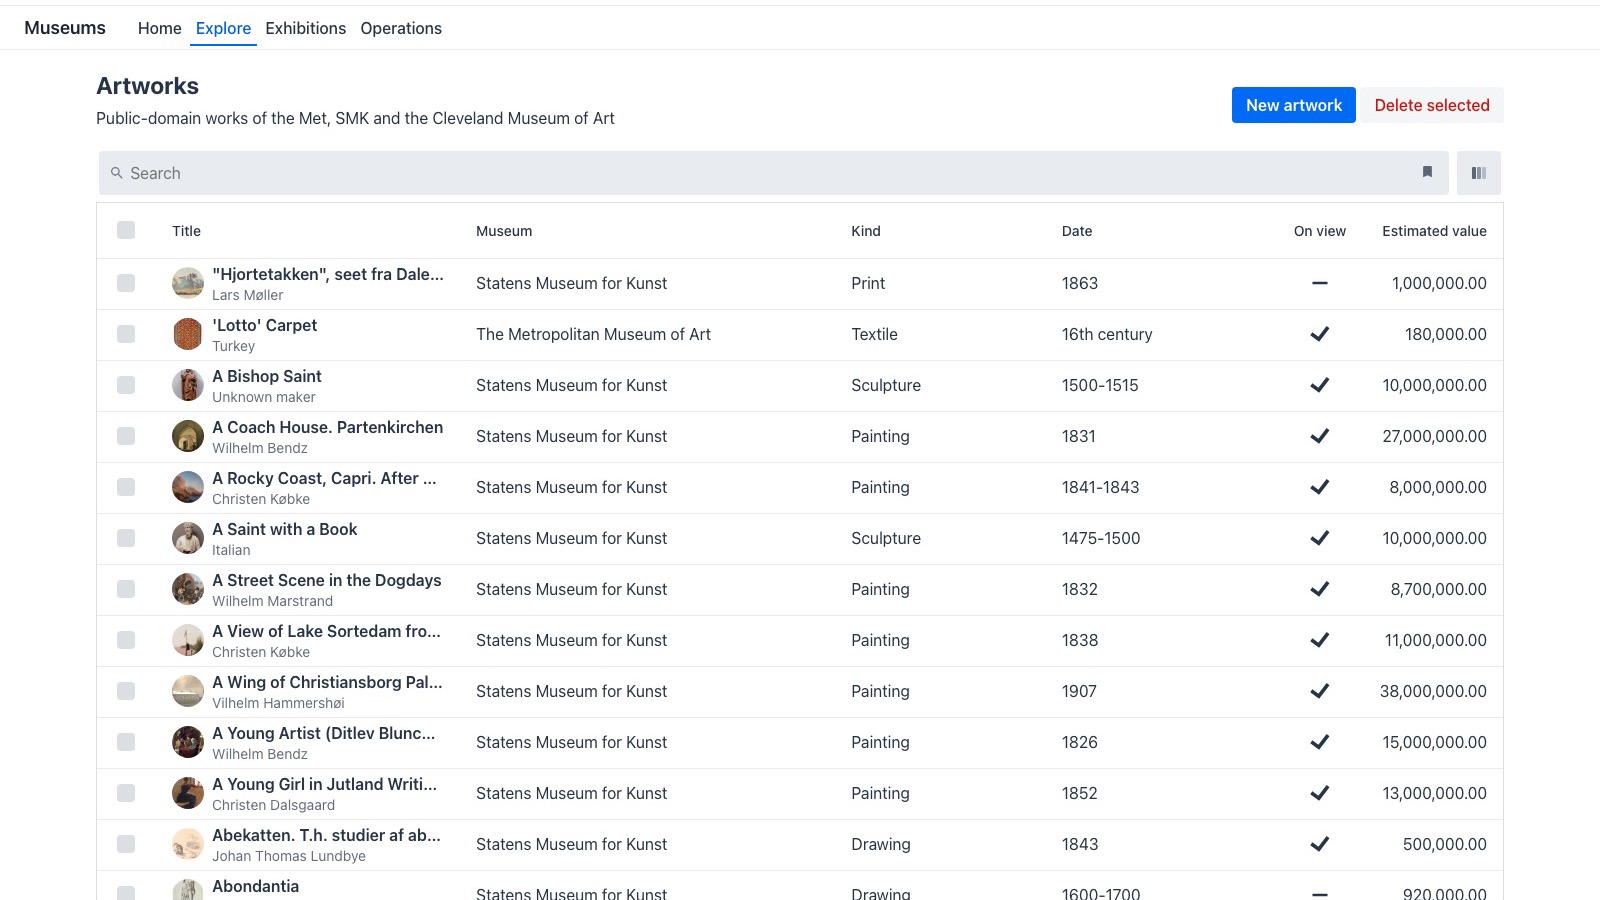 Museums Home Explore Exhibitions Operations
Artworks
Public-domain works of the Met, SMK and the Cleveland Museum of Art
New artwork Delete selected
Search
Title Museum Kind Date On view Estimated value
"Hjortetakken", seet fra Dale...
Lars Møller
Statens Museum for Kunst Print 1863 1,000,000.00
'Lotto' Carpet
Turkey
The Metropolitan Museum of Art Textile 16th century 180,000.00
A Bishop Saint
Unknown maker
Statens Museum for Kunst Sculpture 1500-1515 10,000,000.00
A Coach House. Partenkirchen
Wilhelm Bendz
Statens Museum for Kunst Painting 1831 27,000,000.00
A Rocky Coast, Capri. After ...
Christen Købke
Statens Museum for Kunst Painting 1841-1843 8,000,000.00
A Saint with a Book
Italian
Statens Museum for Kunst Sculpture 1475-1500 10,000,000.00
A Street Scene in the Dogdays
Wilhelm Marstrand
Statens Museum for Kunst Painting 1832 8,700,000.00
A View of Lake Sortedam fro...
Christen Købke
Statens Museum for Kunst Painting 1838 11,000,000.00
A Wing of Christiansborg Pal...
Vilhelm Hammershøi
Statens Museum for Kunst Painting 1907 38,000,000.00
A Young Artist (Ditlev Blunc...
Wilhelm Bendz
Statens Museum for Kunst Painting 1826 15,000,000.00
A Young Girl in Jutland Writi...
Christen Dalsgaard
Statens Museum for Kunst Painting 1852 13,000,000.00
Abekatten. T.h. studier af ab...
Johan Thomas Lundbye
Statens Museum for Kunst Drawing 1843 500,000.00
Abondantia
Statens Museum for Kunst Drawing 1600-1700 920,000.00